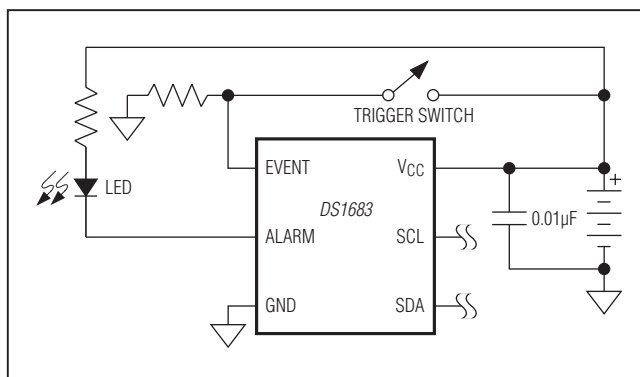 TRIGGER SWITCH
EVENT
VCC
+
LED
DS1683
0.01µF
ALARM
SCL
GND
SDA